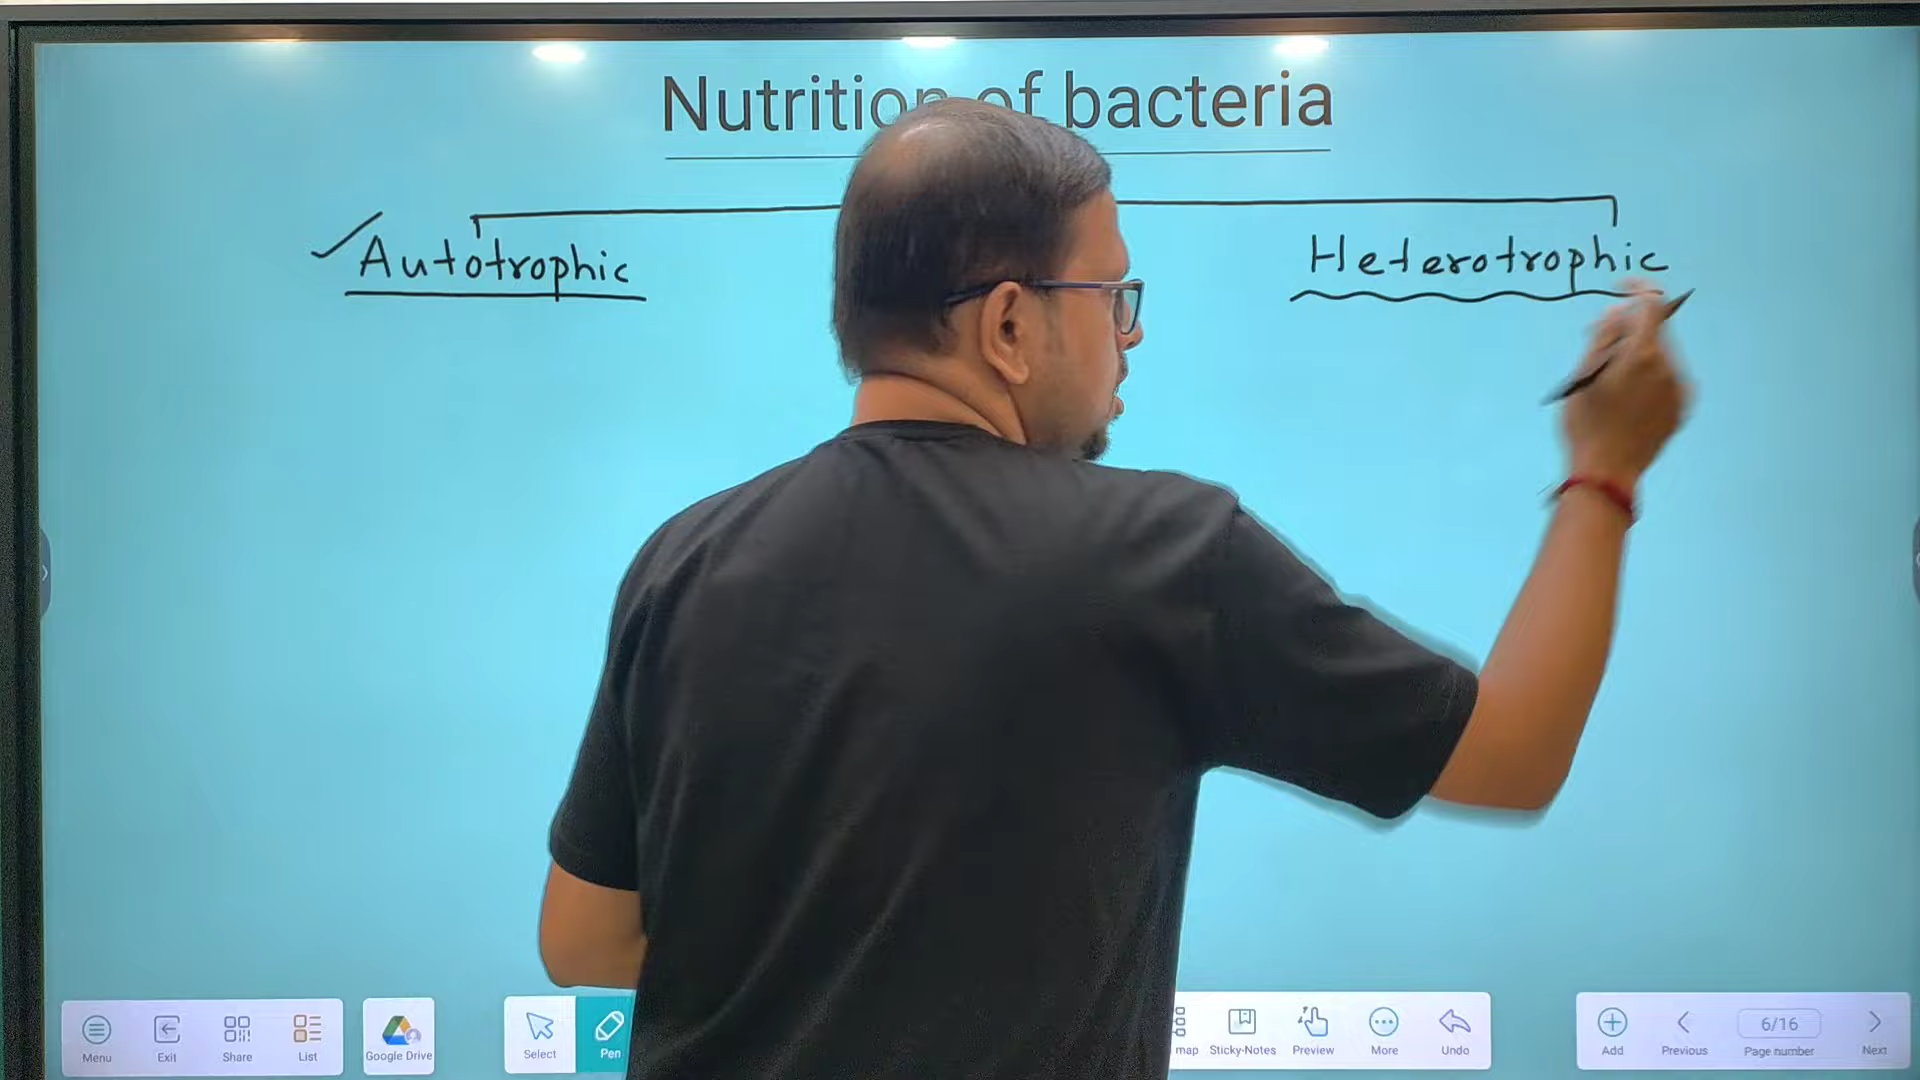 Nutrition of bacteria
Autotrophic
Heterotrophic
Menu
Exit
Share
List
Google Drive
Select
Pen
map
Sticky-Notes
Preview
More
Undo
Add
Previous
6/16
Page number
Next